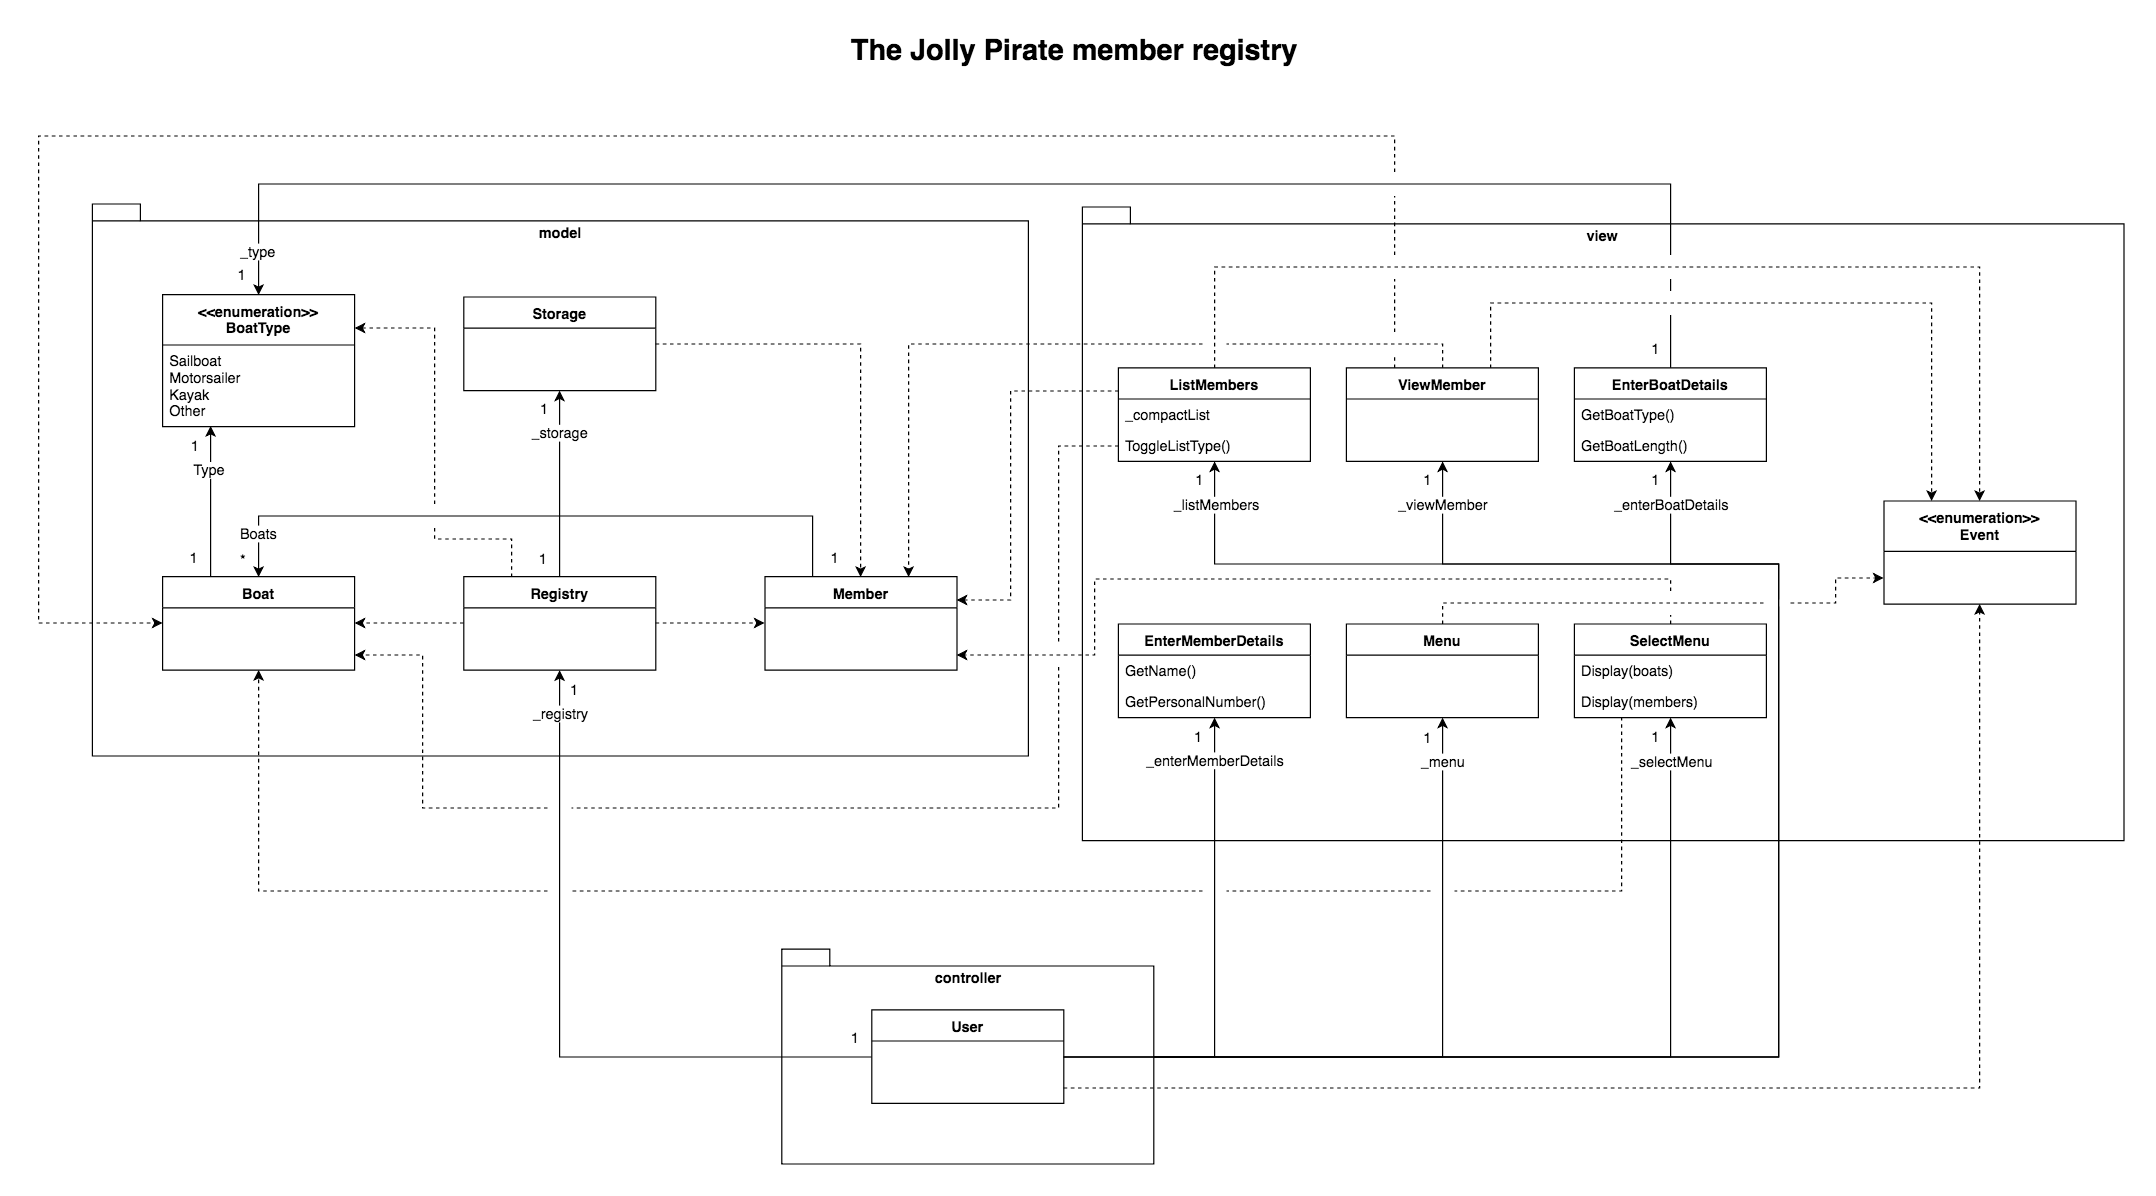 The Jolly Pirate member registry
model
_type
1
<<enumeration>>
BoatType
Sailboat
Motorsailer
Kayak
Other
1
Type
1
Boats
*
Boat
Storage
1
_storage
1
Registry
1
_registry
1
Member
view
ListMembers
_compactList
ToggleListType()
1
_listMembers
ViewMember
1
_viewMember
1
EnterBoatDetails
GetBoatType()
GetBoatLength()
1
_enterBoatDetails
<<enumeration>>
Event
EnterMemberDetails
GetName()
GetPersonalNumber()
1
_enterMemberDetails
Menu
1
_menu
SelectMenu
Display(boats)
Display(members)
1
_selectMenu
controller
1
User